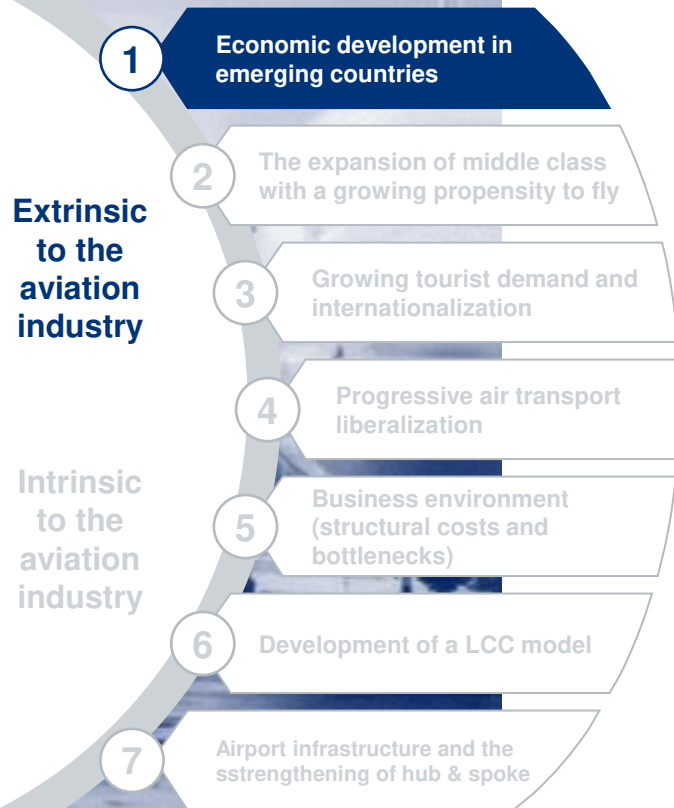 1
Economic development in
emerging countries
2
The expansion of middle class
with a growing propensity to fly
Extrinsic
to the
aviation
industry
3
Growing tourist demand and
internationalization
4
Progressive air transport
liberalization
Intrinsic
to the
aviation
industry
5
Business environment
(structural costs and
bottlenecks)
6
Development of a LCC model
7
Airport infrastructure and the
sstrengthening of hub & spoke